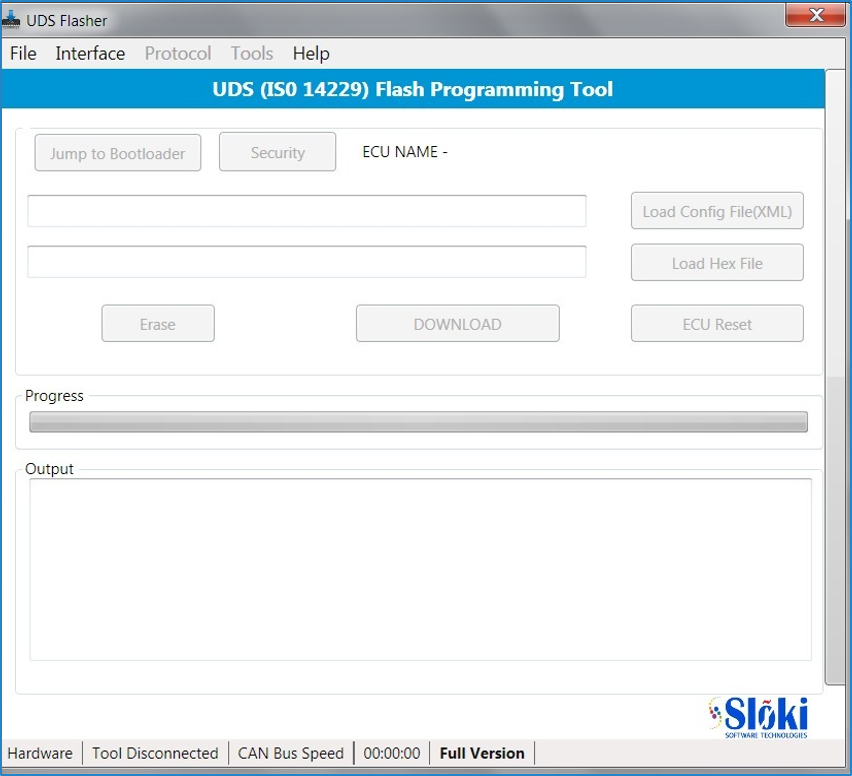 UDS Flasher
File Interface Protocol Tools Help
UDS (IS0 14229) Flash Programming Tool
Jump to Bootloader Security ECU NAME -
Load Config File(XML)
Load Hex File
Erase DOWNLOAD ECU Reset
Progress
Output
Slõki
SOFTWARE TECHNOLOGIES
Hardware Tool Disconnected CAN Bus Speed 00:00:00 Full Version